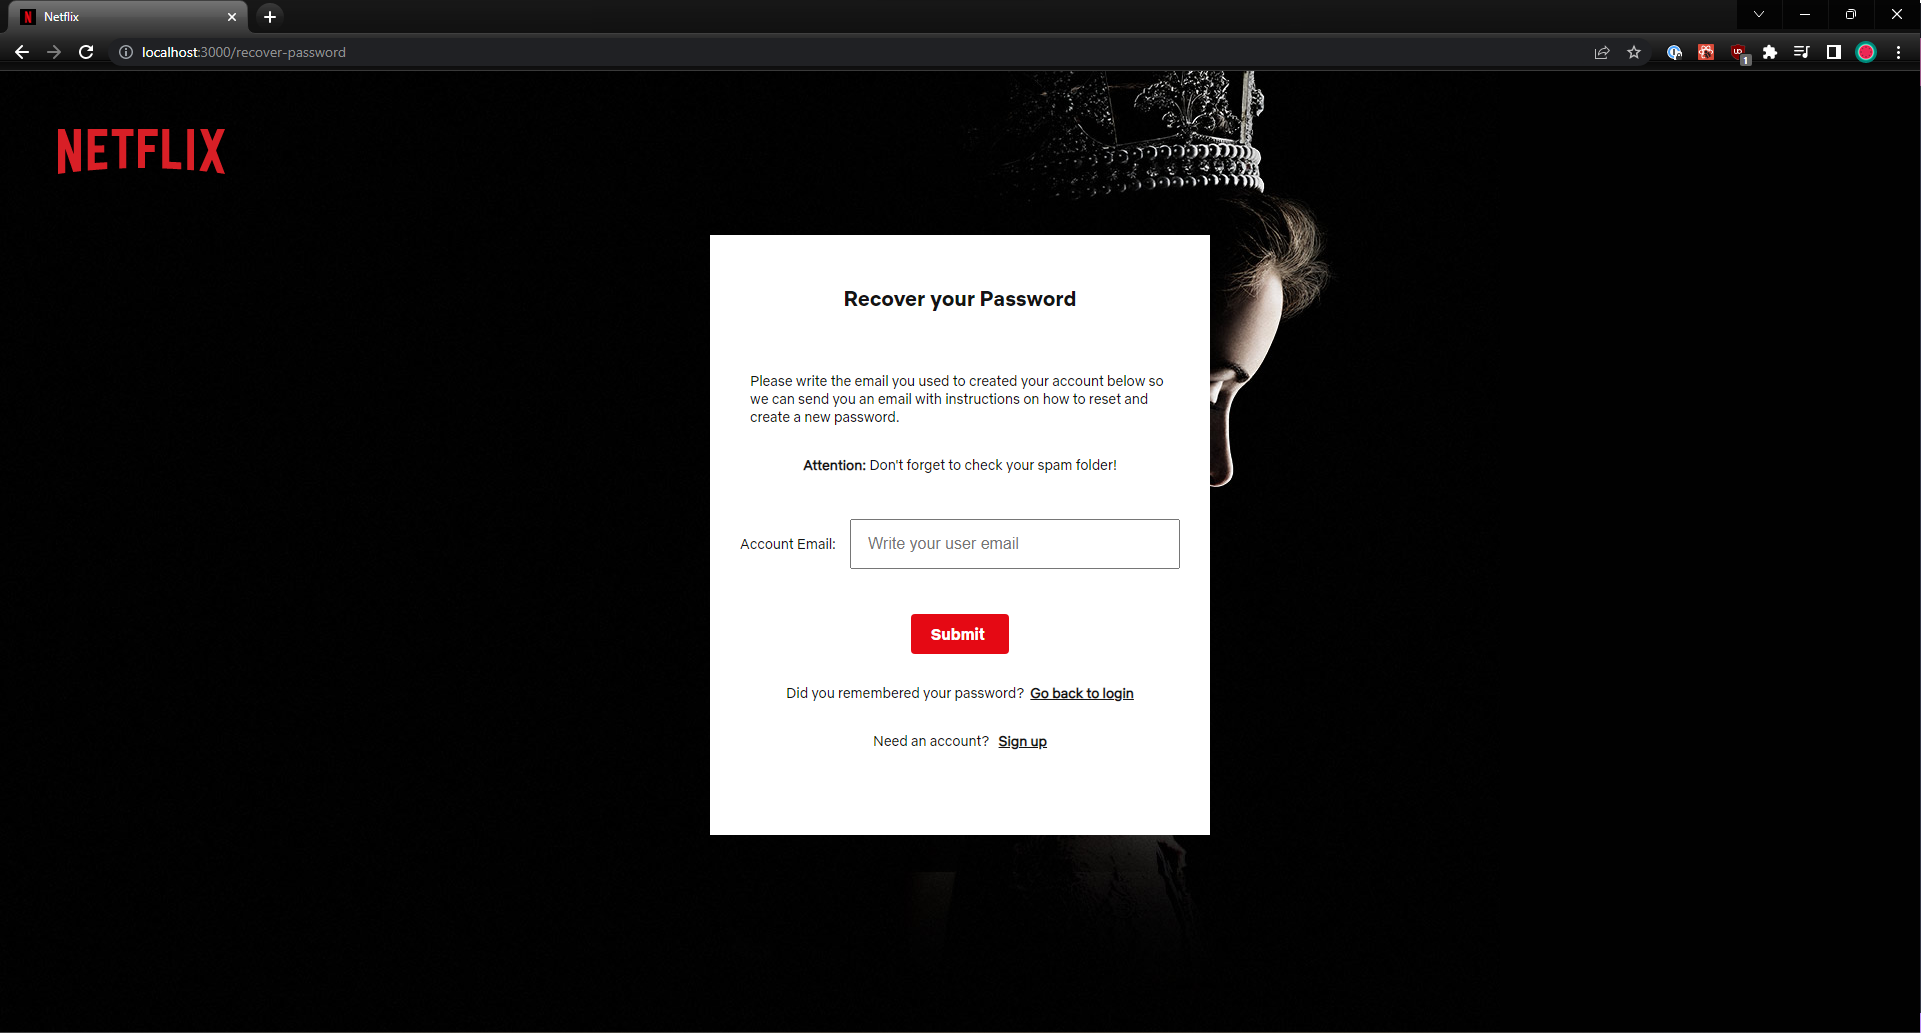 Netflix
localhost:3000/recover-password
1
NETFLIX
Recover your Password
Please write the email you used to created your account below so
we can send you an email with instructions on how to reset and
create a new password.
Attention: Don't forget to check your spam folder!
Account Email: Write your user email
Submit
Did you remembered your password? Go back to login
Need an account? Sign up